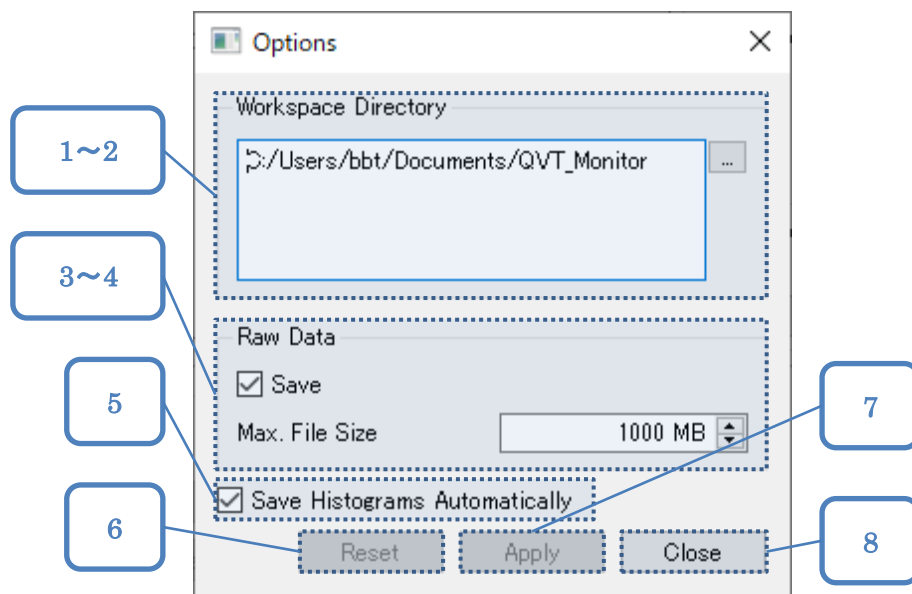 Options
Workspace Directory
1～2
C:/Users/bbt/Documents/QVT_Monitor
...
3～4
Raw Data
Save
5
7
Max. File Size
1000 MB
Save Histograms Automatically
6
Reset
Apply
Close
8